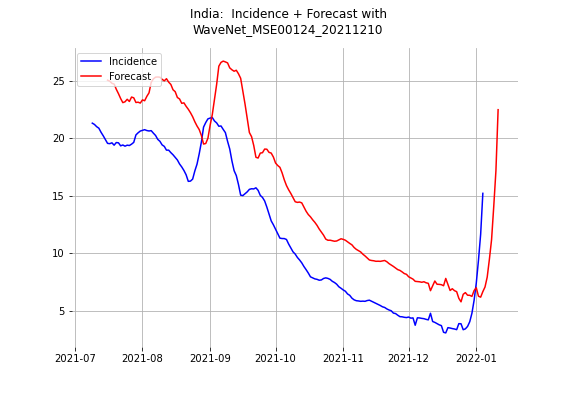 India:  Incidence + Forecast with
WaveNet_MSE00124_20211210
Incidence
Forecast
25
20
15
10
5
2021-07 2021-08 2021-09 2021-10 2021-11 2021-12 2022-01